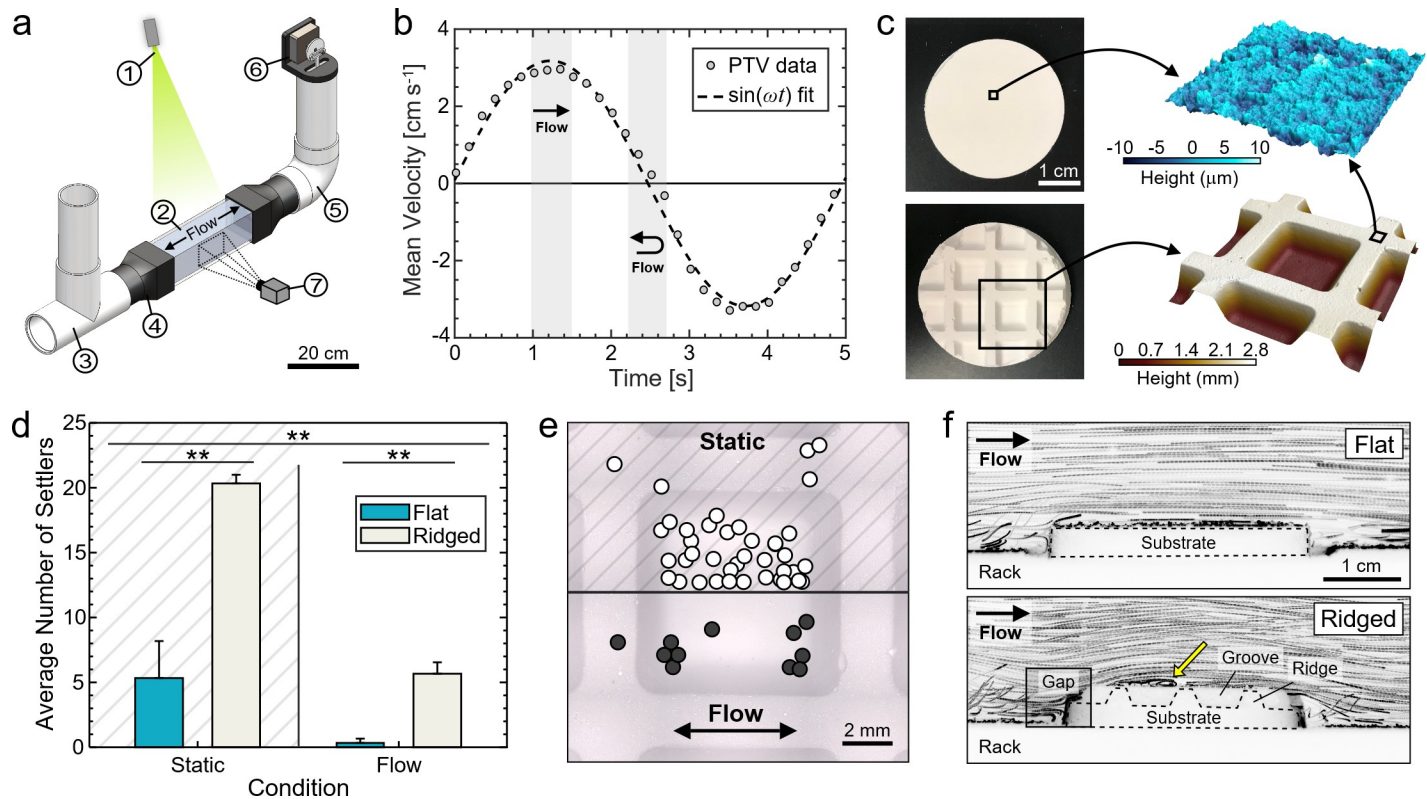 a
①
②
③
④
⑤
⑥
⑦
Flow
20 cm
b
Mean Velocity [cm s⁻¹]
4
2
0
-2
-4
PTV data
sin(ωt) fit
Flow
Flow
0 1 2 3 4 5
Time [s]
c
1 cm
-10 -5 0 5 10
Height (μm)
0 0.7 1.4 2.1 2.8
Height (mm)
d
Average Number of Settlers
25
20
15
10
5
0
**
** **
Flat
Ridged
Static Flow
Condition
e
Static
Flow
2 mm
f
Flow
Flat
Substrate
Rack
1 cm
Flow
Ridged
Gap
Groove
Ridge
Substrate
Rack